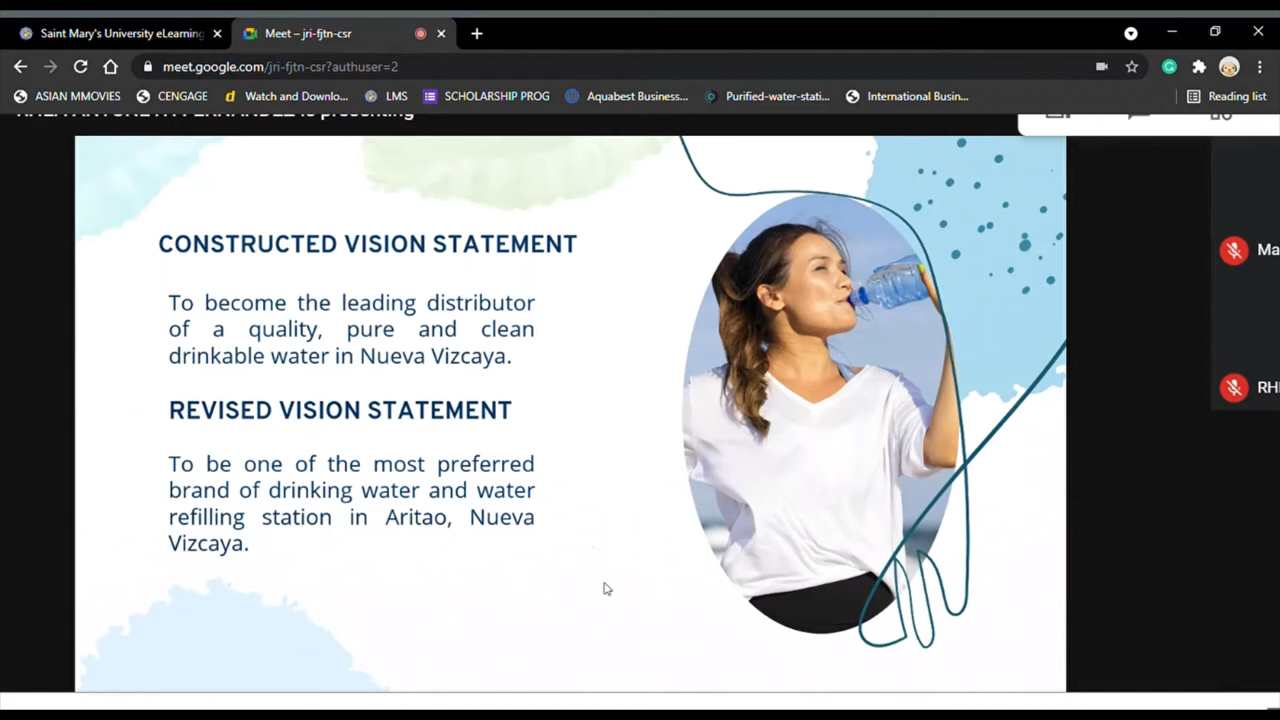 Saint Mary's University eLearning
Meet – jri-fjtn-csr
meet.google.com/jri-fjtn-csr?authuser=2
ASIAN MMOVIES
CENGAGE
Watch and Downlo...
LMS
SCHOLARSHIP PROG
Aquabest Business...
Purified-water-stati...
International Busin...
Reading list
is presenting
CONSTRUCTED VISION STATEMENT
To become the leading distributor
of a quality, pure and clean
drinkable water in Nueva Vizcaya.
REVISED VISION STATEMENT
To be one of the most preferred
brand of drinking water and water
refilling station in Aritao, Nueva
Vizcaya.
Ma
RHE